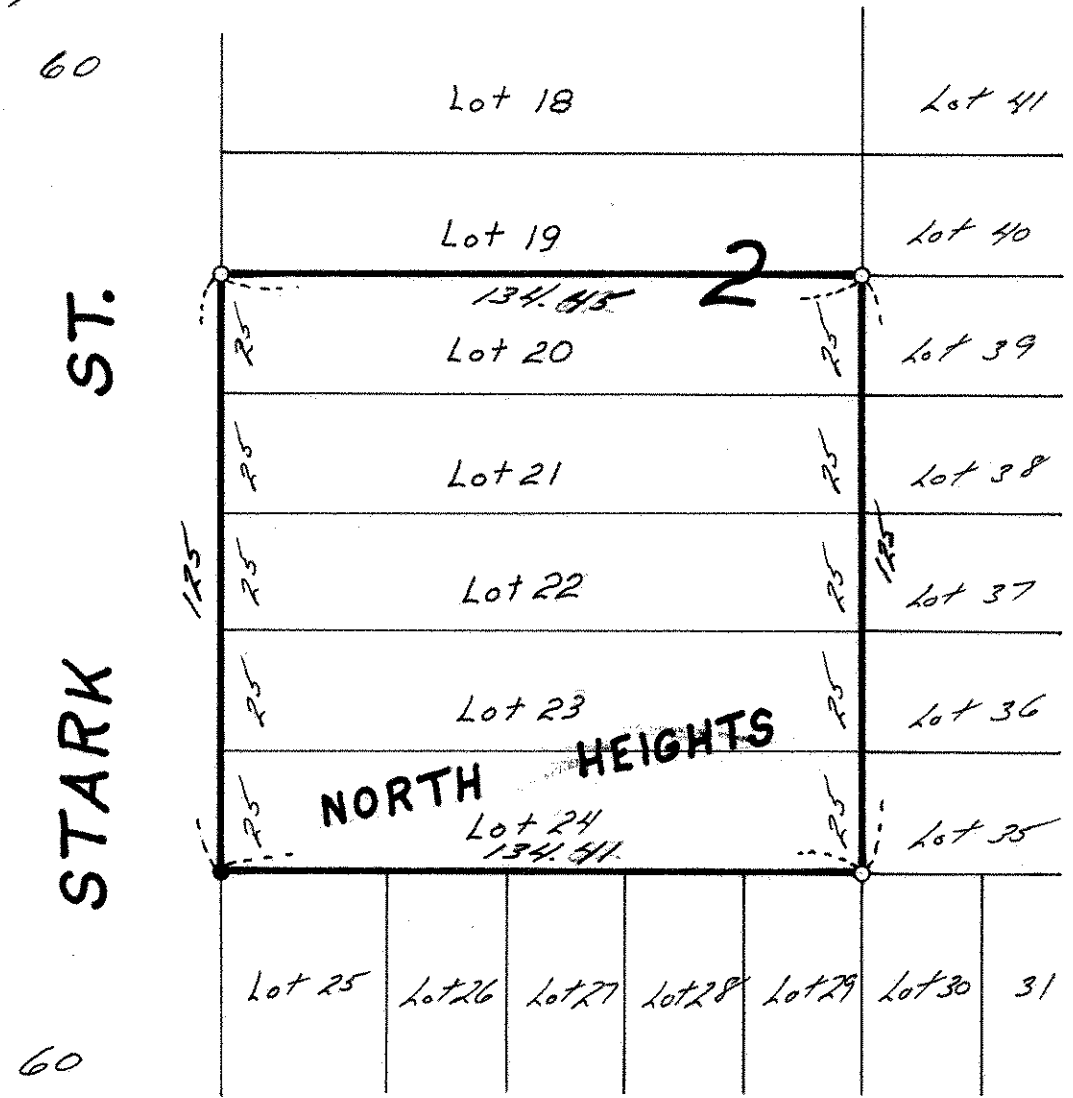 60
Lot 18
Lot 41
Lot 19
2
Lot 40
134.45
25
Lot 20
25
Lot 39
ST.
25
Lot 21
25
Lot 38
125
25
Lot 22
25
125
Lot 37
25
Lot 23
25
Lot 36
STARK
NORTH HEIGHTS
25
Lot 24
25
Lot 35
134.41
Lot 25
Lot 26
Lot 27
Lot 28
Lot 29
Lot 30
31
60